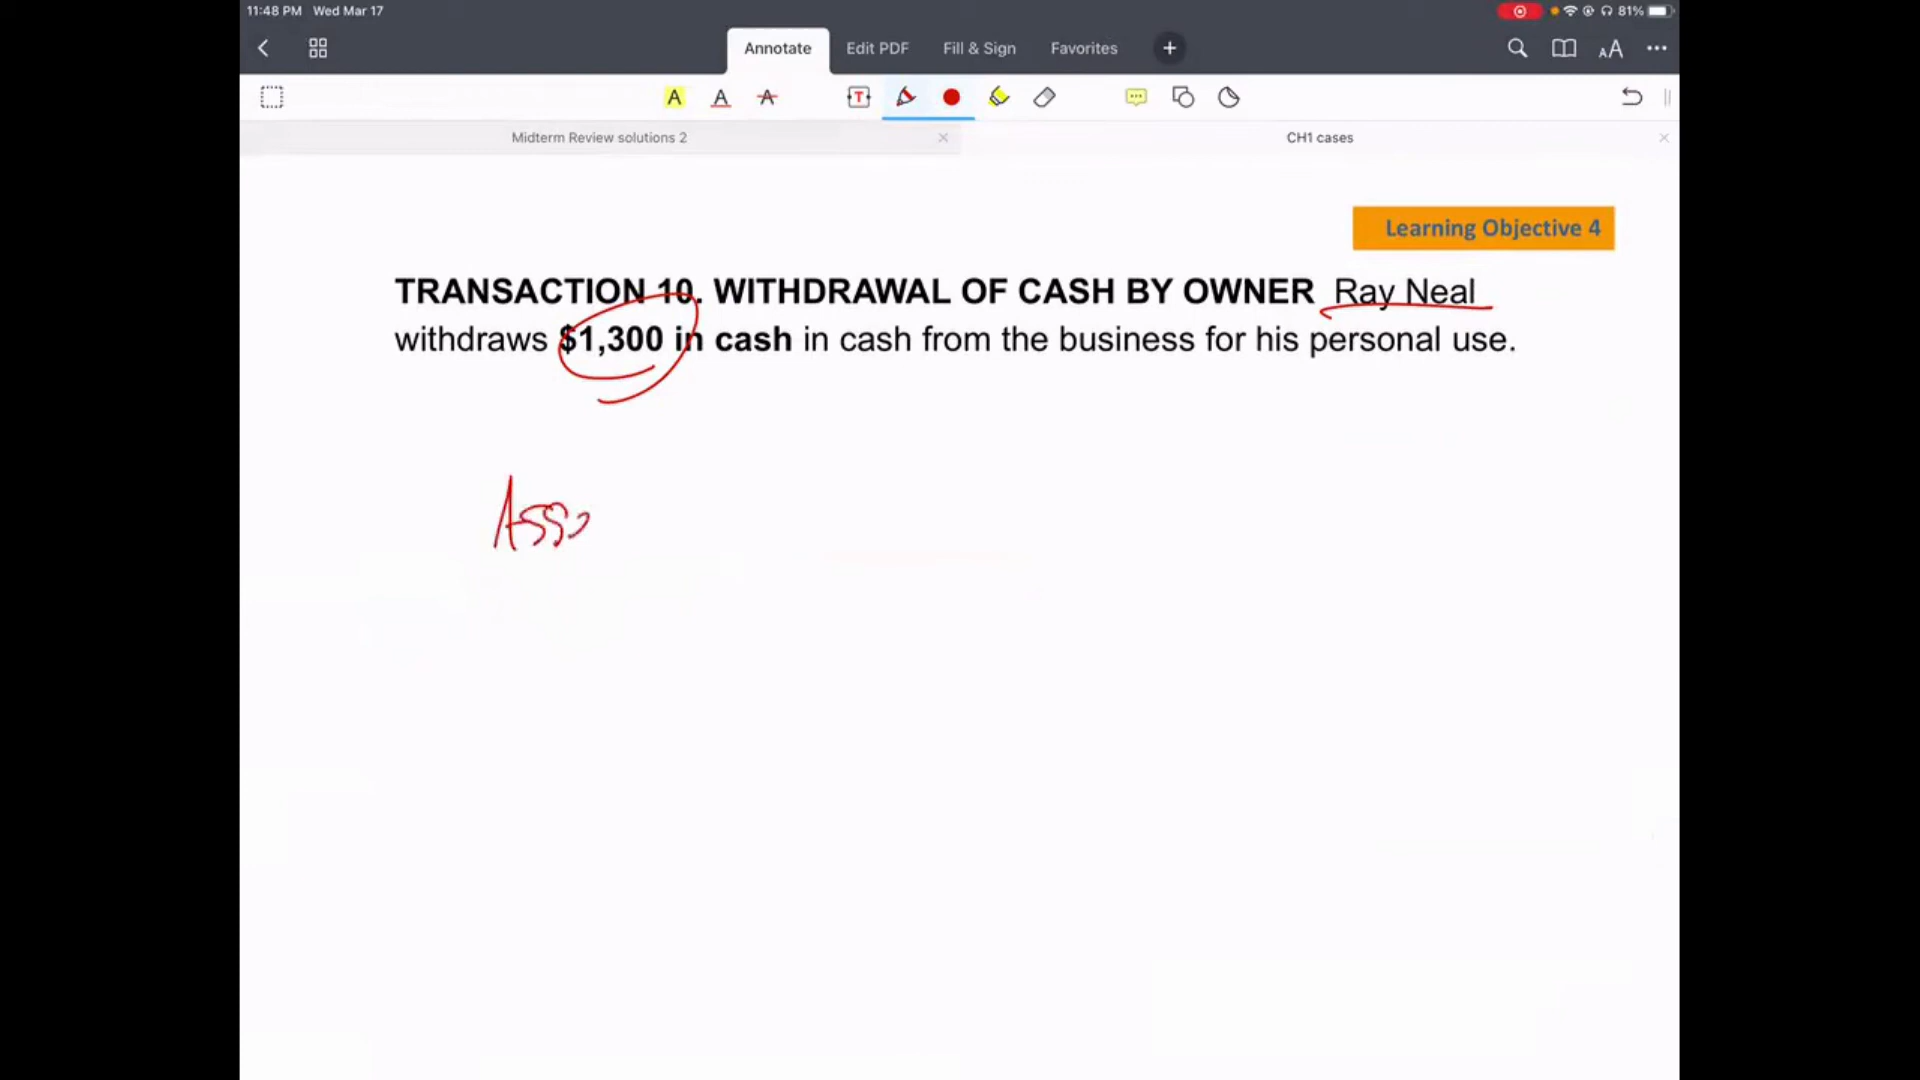 11:48 PM Wed Mar 17
81%
Annotate Edit PDF Fill & Sign Favorites
AA
A A A T
Midterm Review solutions 2
CH1 cases
Learning Objective 4
TRANSACTION 10. WITHDRAWAL OF CASH BY OWNER Ray Neal
withdraws $1,300 in cash in cash from the business for his personal use.